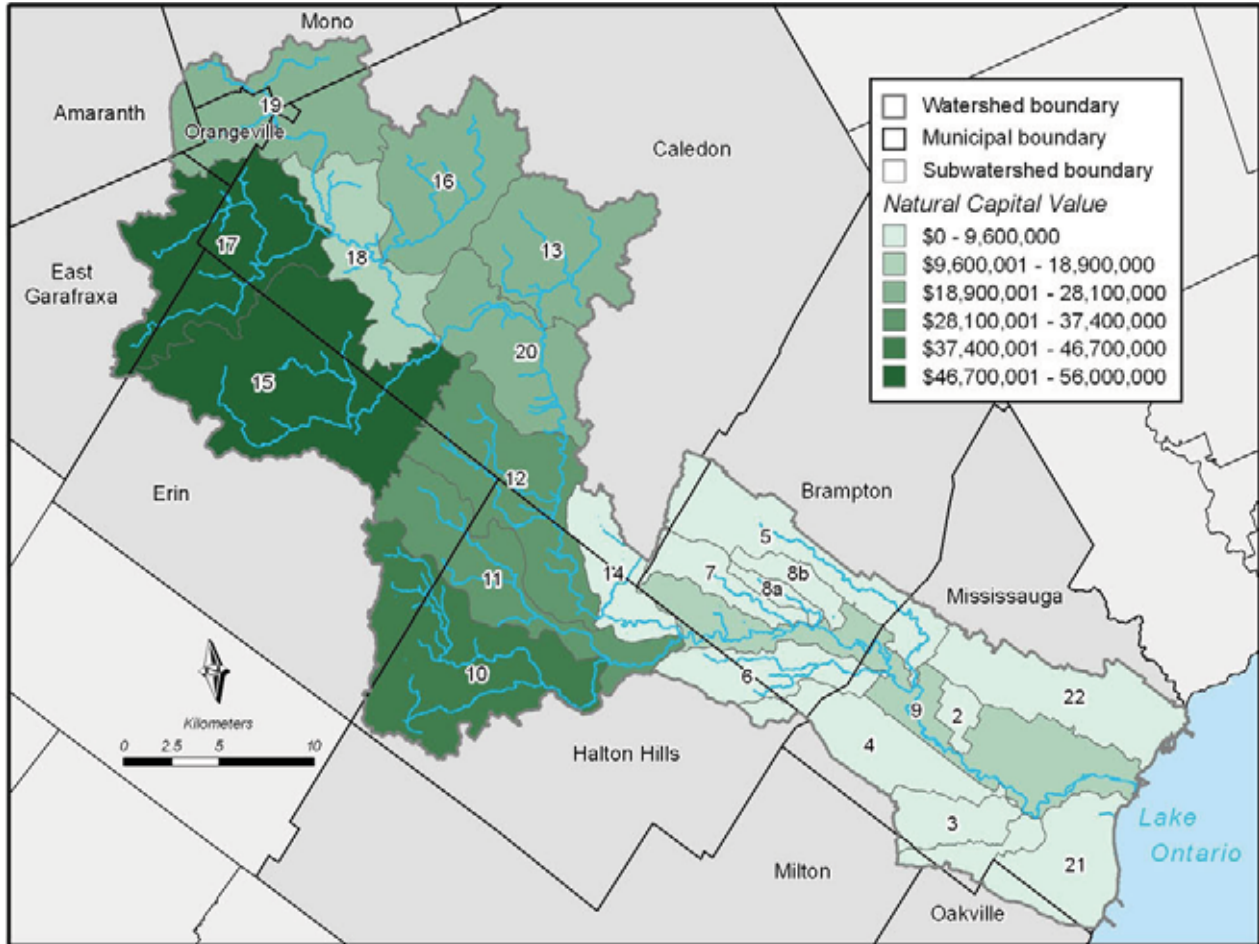 Mono
Amaranth
19
Orangeville
Caledon
16
17
18
13
East
Garafraxa
20
15
Erin
12
Brampton
5
14
7
8b
8a
11
Mississauga
10
6
22
9
2
Halton Hills
4
3
21
Milton
Oakville
Lake
Ontario
Kilometers
0 2.5 5 10
Watershed boundary
Municipal boundary
Subwatershed boundary
Natural Capital Value
$0 - 9,600,000
$9,600,001 - 18,900,000
$18,900,001 - 28,100,000
$28,100,001 - 37,400,000
$37,400,001 - 46,700,000
$46,700,001 - 56,000,000